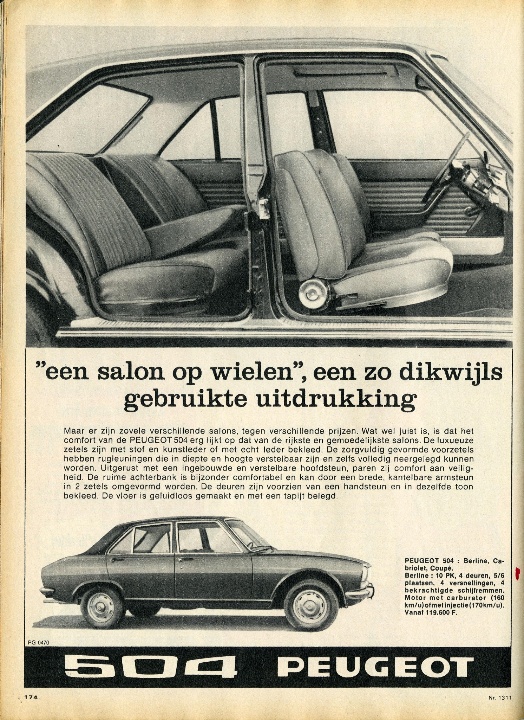 "een salon op wielen", een zo dikwijls
gebruikte uitdrukking
Maar er zijn zovele verschillende salons, tegen verschillende prijzen. Wat wel juist is, is dat het
comfort van de PEUGEOT 504 erg lijkt op dat van de rijkste en gemoedelijkste salons. De luxueuze
zetels zijn met stof en kunstleder of met echt leder bekleed. De zorgvuldig gevormde voorzetels
hebben rugleuningen die in diepte en hoogte verstelbaar zijn en zelfs volledig neergelegd kunnen
worden. Uitgerust met een ingebouwde en verstelbare hoofdsteun, paren zij comfort aan veilig-
heid. De ruime achterbank is bijzonder comfortabel en kan door een brede, kantelbare armsteun
in 2 zetels omgevormd worden. De deuren zijn voorzien van een handsteun en in dezelfde toon
bekleed. De vloer is geluidloos gemaakt en met een tapijt belegd.
PEUGEOT 504 : Berline, Ca-
briolet, Coupé.
Berline : 10 PK, 4 deuren, 5/6
plaatsen, 4 versnellingen, 4
bekrachtigde schijfremmen.
Motor met carburator (160
km/u) of met injectie (170 km/u).
Vanaf 119.600 F.
PG 0470
504 PEUGEOT
174
Nr. 1311